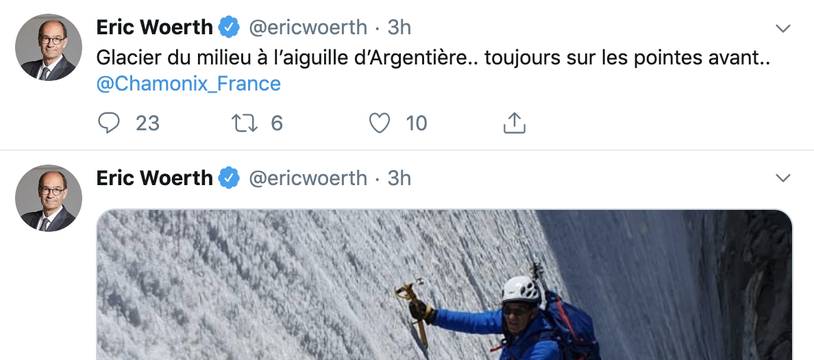 Eric Woerth @ericwoerth · 3h
Glacier du milieu à l’aiguille d’Argentière.. toujours sur les pointes avant..
@Chamonix_France
23 6 10
Eric Woerth @ericwoerth · 3h